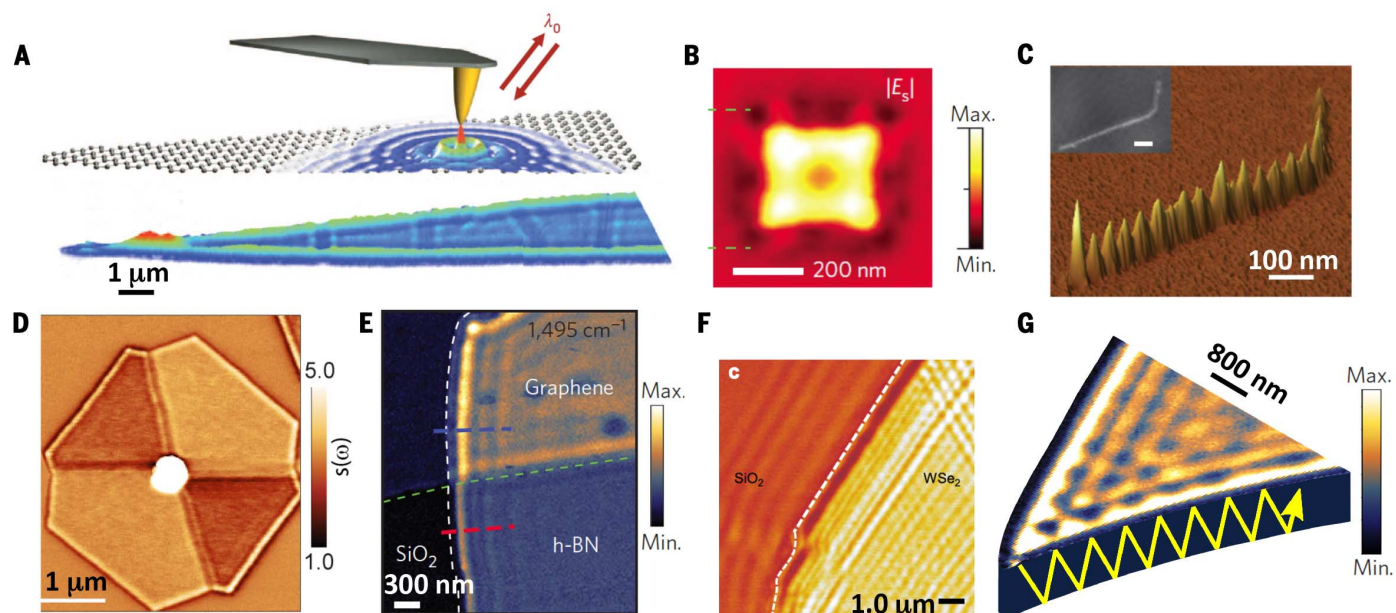 A
λ₀
1 μm
B
|Eₛ|
Max.
Min.
200 nm
C
100 nm
D
5.0
s(ω)
1.0
1 μm
E
1,495 cm⁻¹
Graphene
Max.
Min.
SiO₂
h-BN
300 nm
F
c
SiO₂
WSe₂
1.0 μm
G
800 nm
Max.
Min.